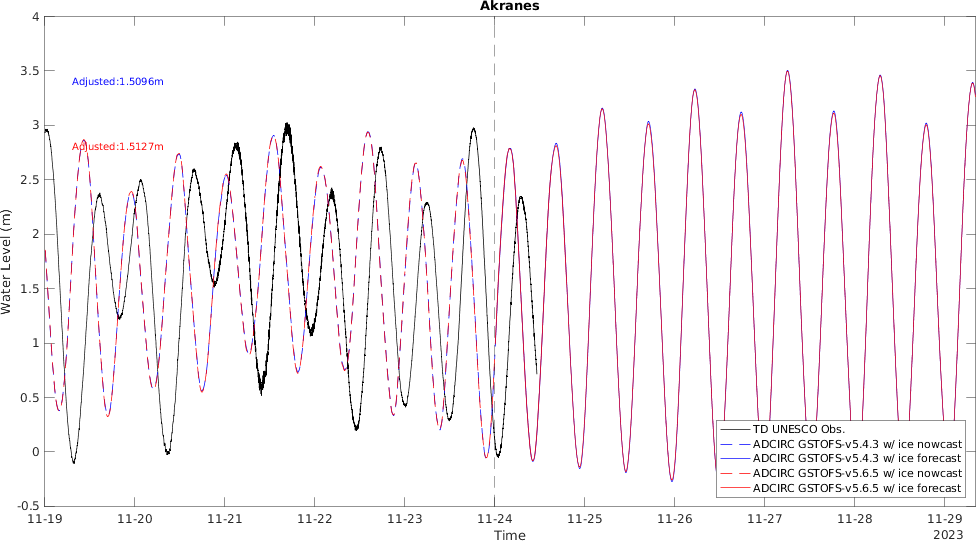 Akranes
4
3.5
3
2.5
2
1.5
1
0.5
0
-0.5
Water Level (m)
Adjusted:1.5096m
Adjusted:1.5127m
TD UNESCO Obs.
ADCIRC GSTOFS-v5.4.3 w/ ice nowcast
ADCIRC GSTOFS-v5.4.3 w/ ice forecast
ADCIRC GSTOFS-v5.6.5 w/ ice nowcast
ADCIRC GSTOFS-v5.6.5 w/ ice forecast
11-19 11-20 11-21 11-22 11-23 11-24 11-25 11-26 11-27 11-28 11-29
Time 2023